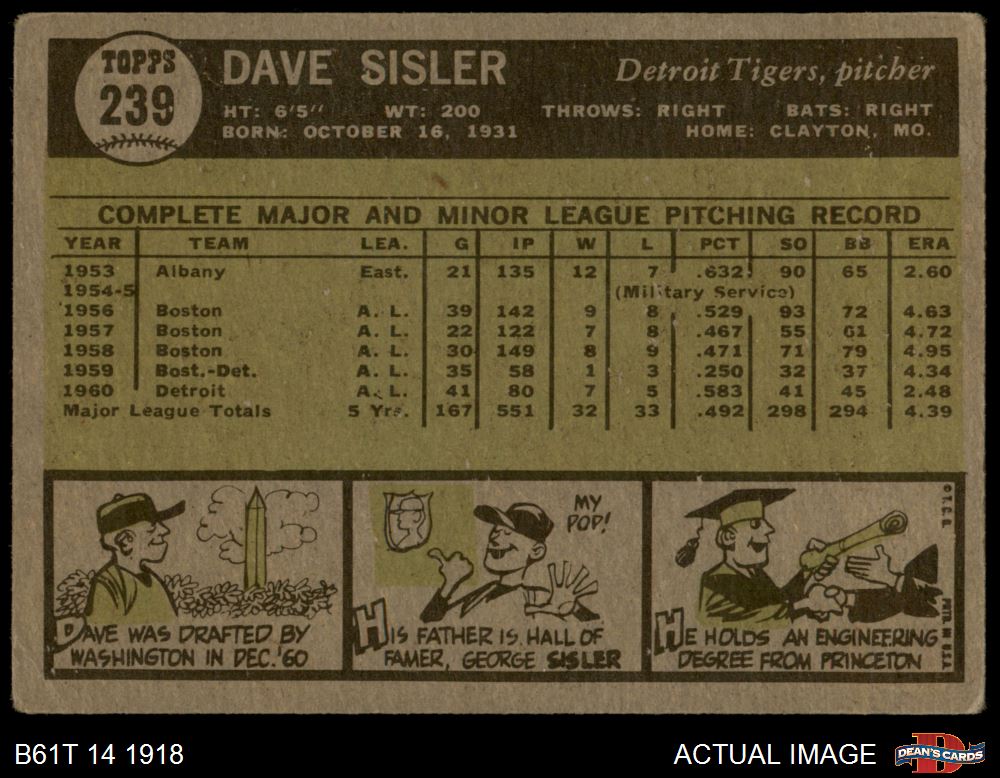 TOPPS
239
DAVE SISLER
Detroit Tigers, pitcher
HT: 6'5" WT: 200 THROWS: RIGHT BATS: RIGHT
BORN: OCTOBER 16, 1931 HOME: CLAYTON, MO.
COMPLETE MAJOR AND MINOR LEAGUE PITCHING RECORD
YEAR TEAM LEA. G IP W L PCT SO BB ERA
1953 Albany East. 21 135 12 7 .632 90 65 2.60
1954-5 (Military Service)
1956 Boston A. L. 39 142 9 8 .529 93 72 4.63
1957 Boston A. L. 22 122 7 8 .467 55 61 4.72
1958 Boston A. L. 30 149 8 9 .471 71 79 4.95
1959 Bost.-Det. A. L. 35 58 1 3 .250 32 37 4.34
1960 Detroit A. L. 41 80 7 5 .583 41 45 2.48
Major League Totals 5 Yrs. 167 551 32 33 .492 298 294 4.39
DAVE WAS DRAFTED BY
WASHINGTON IN DEC. '60
MY
POP!
HIS FATHER IS HALL OF
FAMER, GEORGE SISLER
HE HOLDS AN ENGINEERING
DEGREE FROM PRINCETON
© T.C.G.
PRTD. IN U.S.A.
B61T 14 1918
ACTUAL IMAGE
D
DEAN'S CARDS